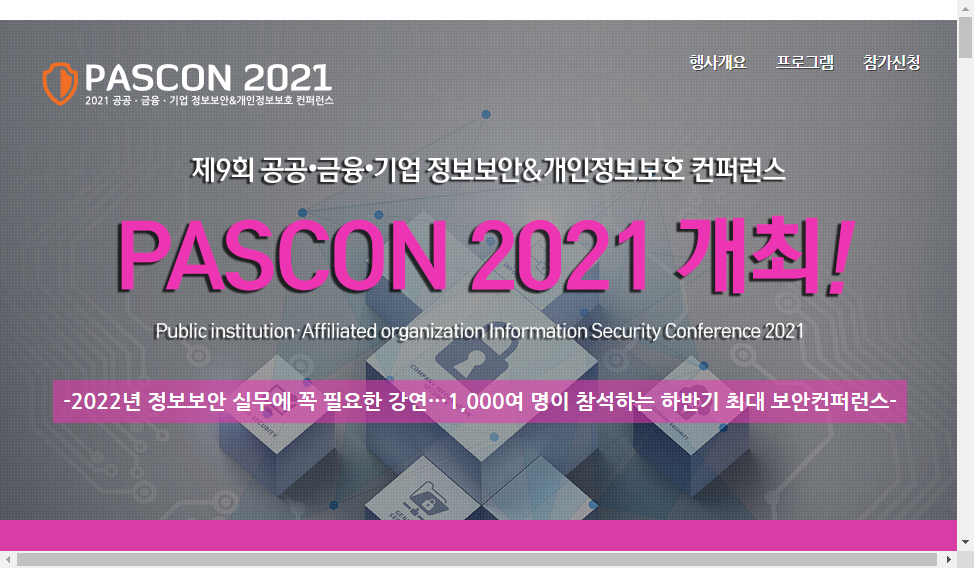 PASCON 2021
2021 공공·금융·기업 정보보안&개인정보보호 컨퍼런스
행사개요 프로그램 참가신청
제9회 공공•금융•기업 정보보안&개인정보보호 컨퍼런스
PASCON 2021 개최!
Public institution·Affiliated organization Information Security Conference 2021
-2022년 정보보안 실무에 꼭 필요한 강연…1,000여 명이 참석하는 하반기 최대 보안컨퍼런스-